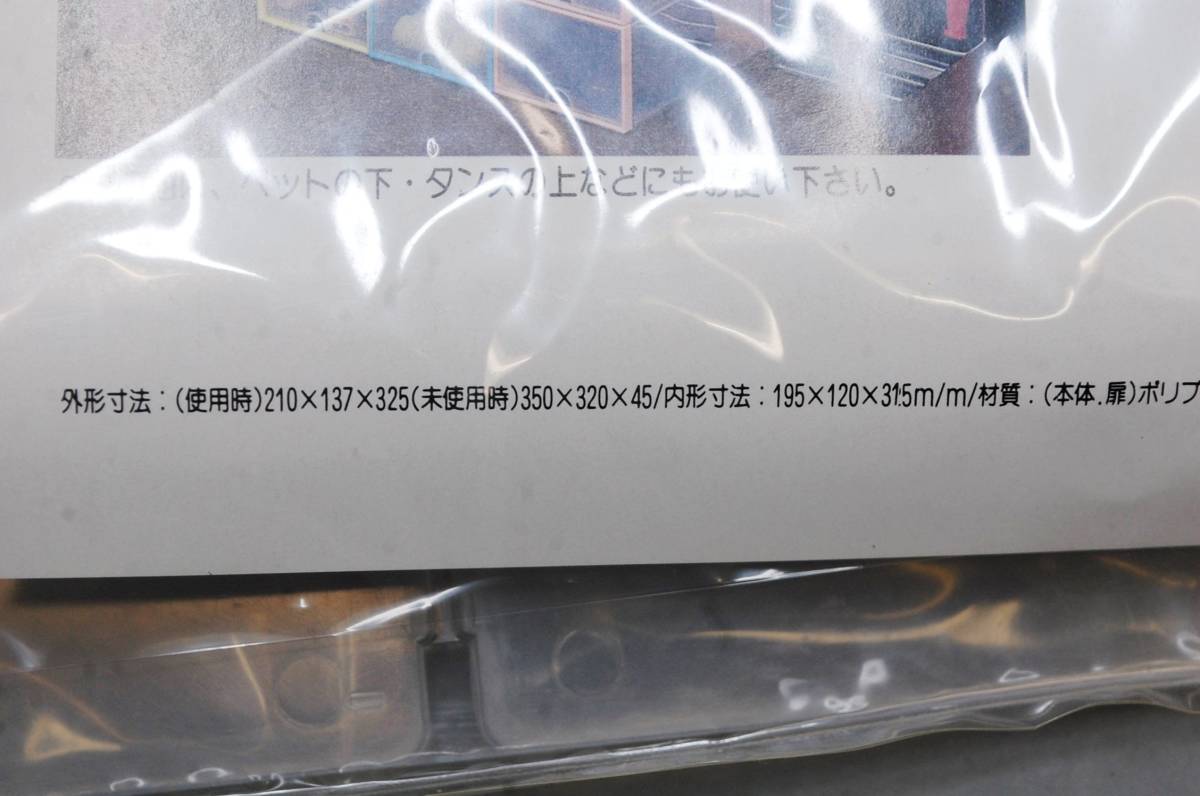 ベットの下・タンスの上などにもお使い下さい。
外形寸法：(使用時)210×137×325(未使用時)350×320×45/内形寸法：195×120×315m/m/材質：(本体.扉)ポリプ